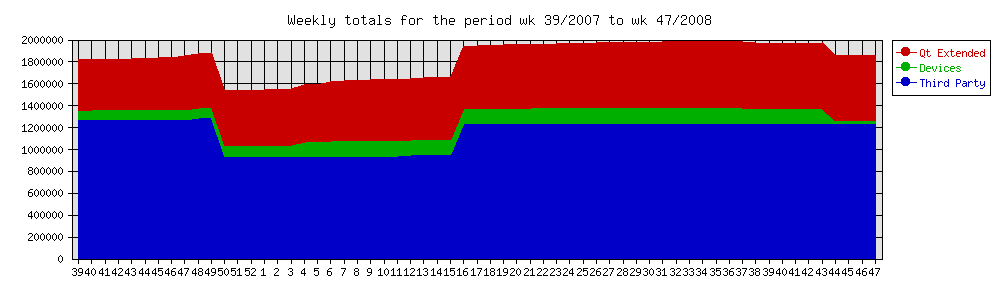 Weekly totals for the period wk 39/2007 to wk 47/2008
2000000
1800000
1600000
1400000
1200000
1000000
800000
600000
400000
200000
0
39 40 41 42 43 44 45 46 47 48 49 50 51 52 1 2 3 4 5 6 7 8 9 10 11 12 13 14 15 16 17 18 19 20 21 22 23 24 25 26 27 28 29 30 31 32 33 34 35 36 37 38 39 40 41 42 43 44 45 46 47
Qt Extended
Devices
Third Party